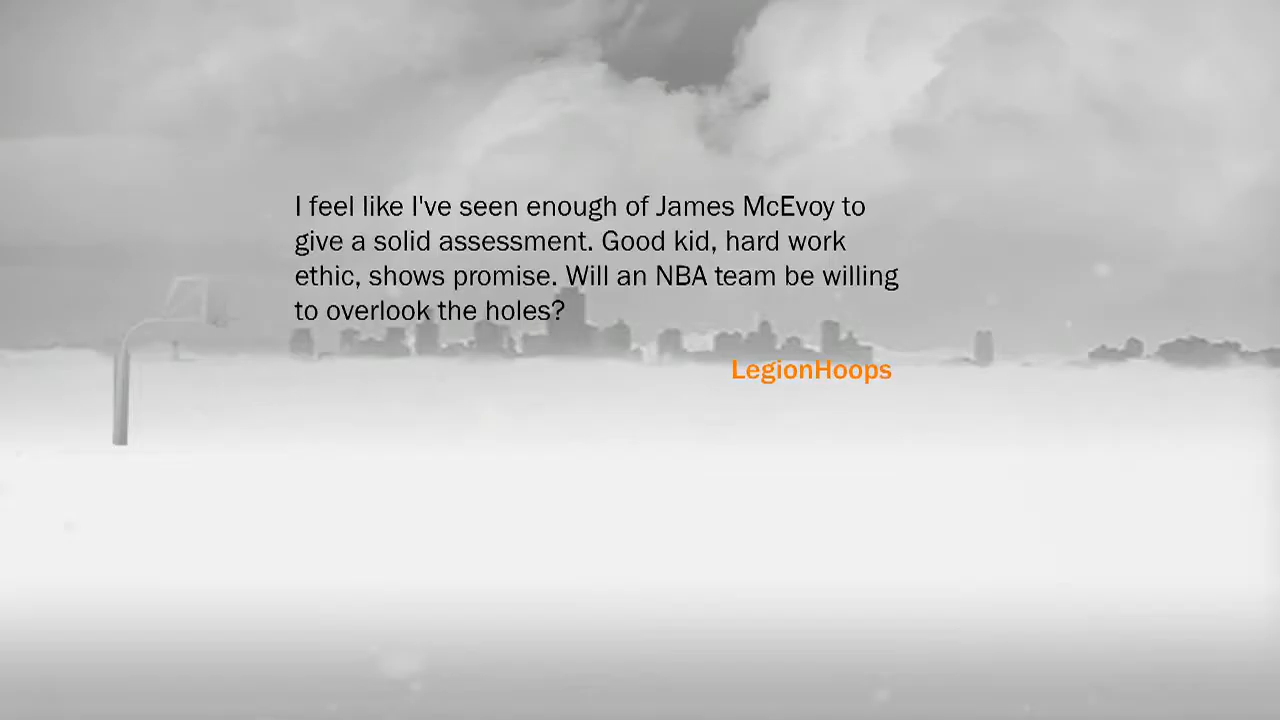 I feel like I've seen enough of James McEvoy to
give a solid assessment. Good kid, hard work
ethic, shows promise. Will an NBA team be willing
to overlook the holes?
LegionHoops